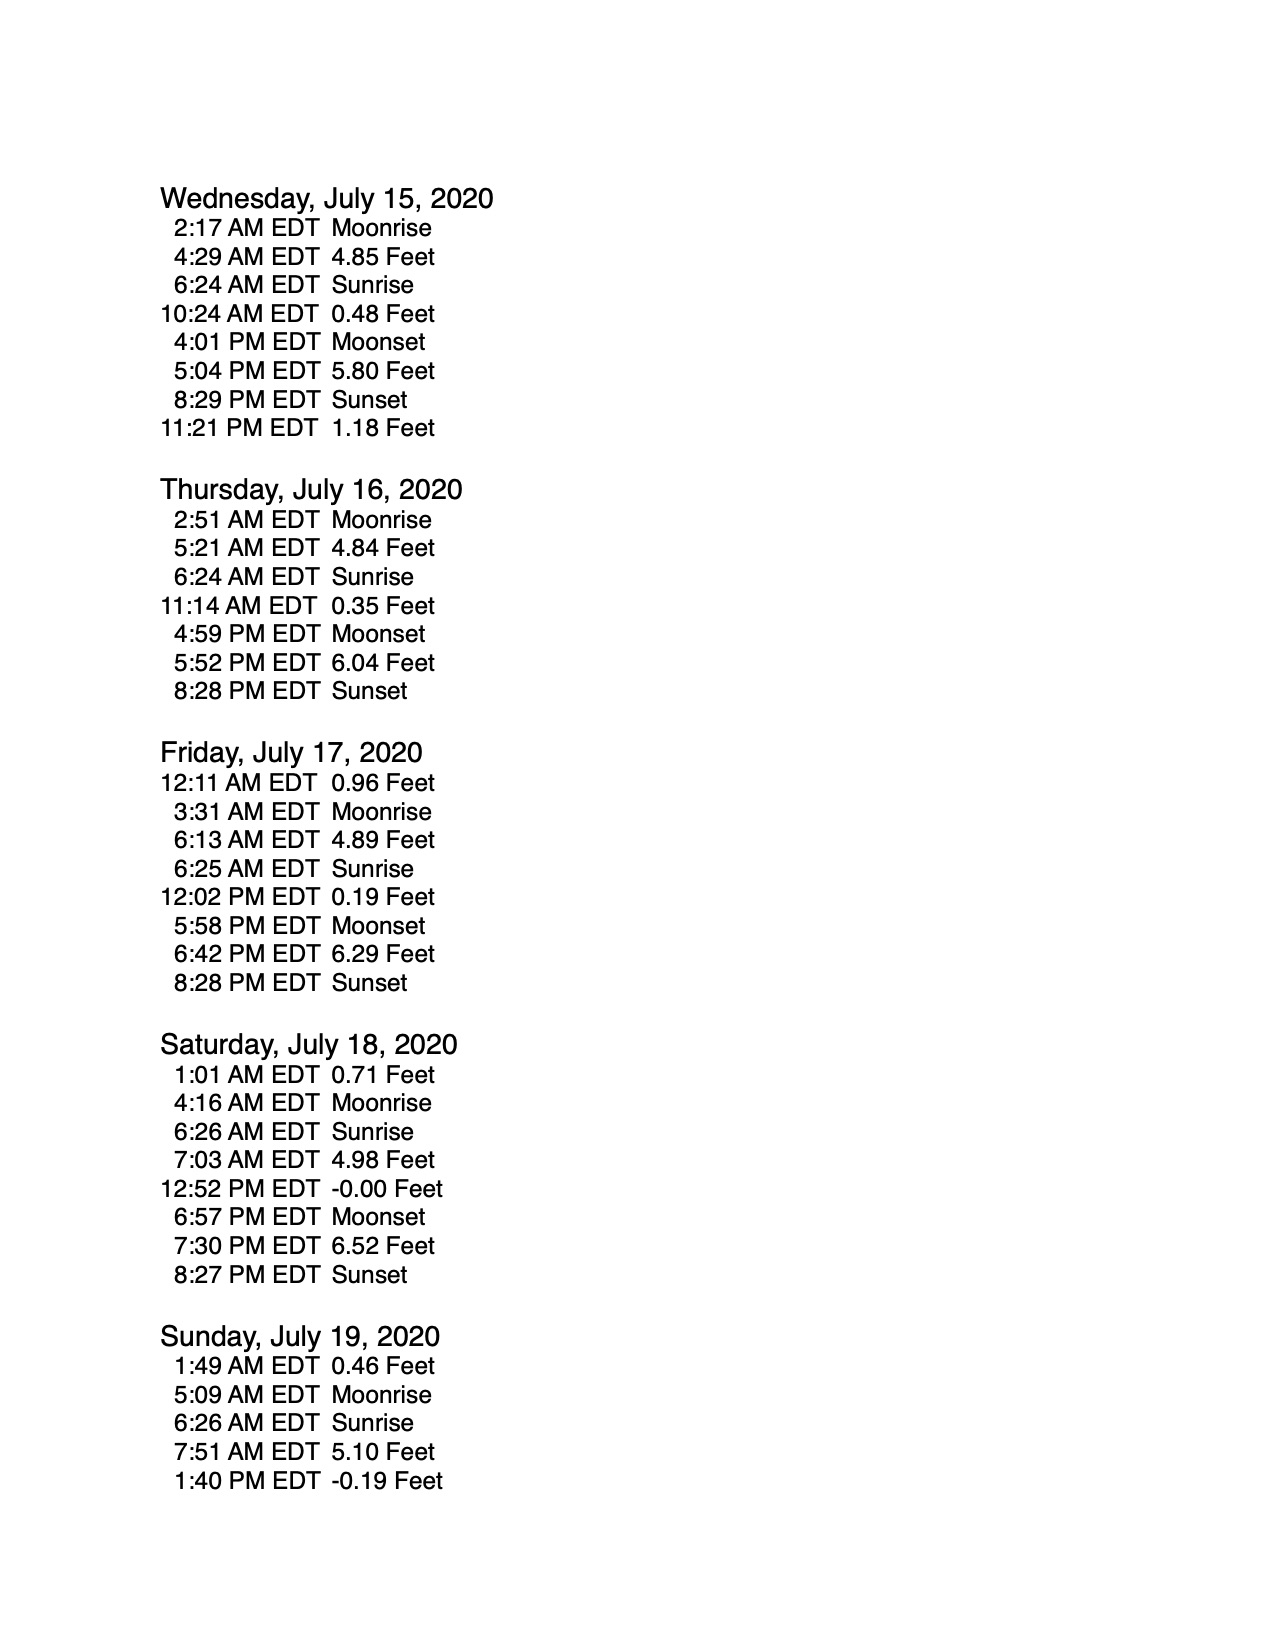 Wednesday, July 15, 2020
2:17 AM EDT Moonrise
4:29 AM EDT 4.85 Feet
6:24 AM EDT Sunrise
10:24 AM EDT 0.48 Feet
4:01 PM EDT Moonset
5:04 PM EDT 5.80 Feet
8:29 PM EDT Sunset
11:21 PM EDT 1.18 Feet
Thursday, July 16, 2020
2:51 AM EDT Moonrise
5:21 AM EDT 4.84 Feet
6:24 AM EDT Sunrise
11:14 AM EDT 0.35 Feet
4:59 PM EDT Moonset
5:52 PM EDT 6.04 Feet
8:28 PM EDT Sunset
Friday, July 17, 2020
12:11 AM EDT 0.96 Feet
3:31 AM EDT Moonrise
6:13 AM EDT 4.89 Feet
6:25 AM EDT Sunrise
12:02 PM EDT 0.19 Feet
5:58 PM EDT Moonset
6:42 PM EDT 6.29 Feet
8:28 PM EDT Sunset
Saturday, July 18, 2020
1:01 AM EDT 0.71 Feet
4:16 AM EDT Moonrise
6:26 AM EDT Sunrise
7:03 AM EDT 4.98 Feet
12:52 PM EDT -0.00 Feet
6:57 PM EDT Moonset
7:30 PM EDT 6.52 Feet
8:27 PM EDT Sunset
Sunday, July 19, 2020
1:49 AM EDT 0.46 Feet
5:09 AM EDT Moonrise
6:26 AM EDT Sunrise
7:51 AM EDT 5.10 Feet
1:40 PM EDT -0.19 Feet